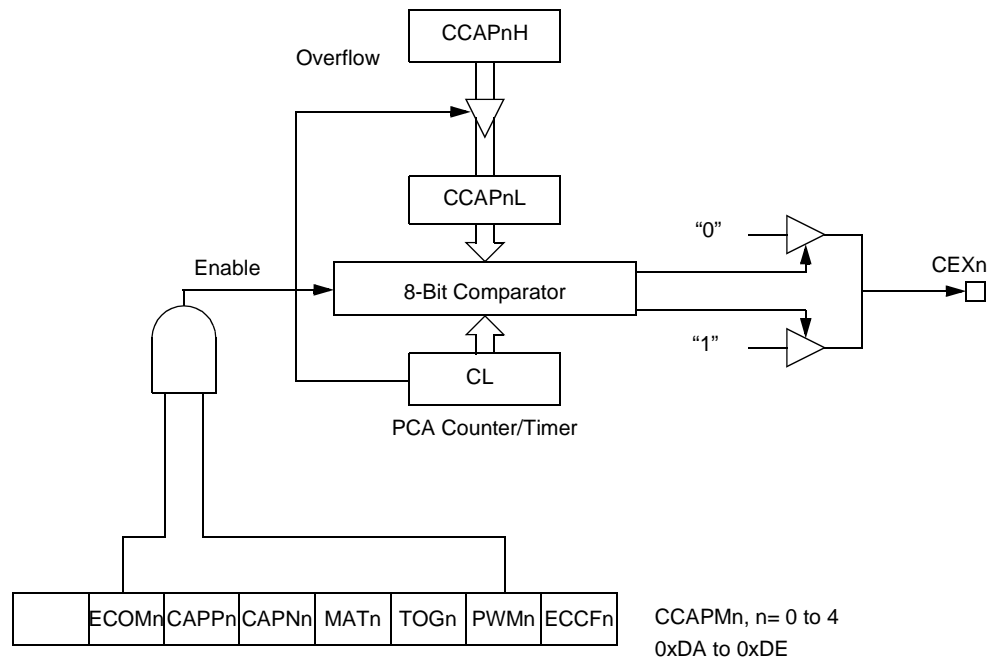 CCAPnH
Overflow
CCAPnL
“0”
Enable
8-Bit Comparator
CEXn
“1”
CL
PCA Counter/Timer
ECOMn CAPPn CAPNn MATn TOGn PWMn ECCFn
CCAPMn, n= 0 to 4
0xDA to 0xDE